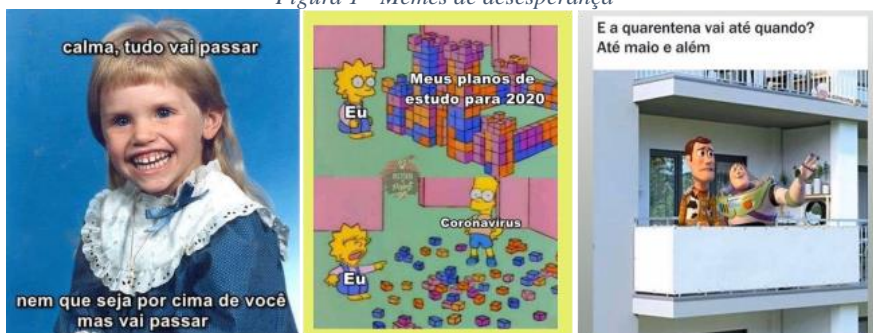 Figura 1 - Memes de desesperança
calma, tudo vai passar
nem que seja por cima de você
mas vai passar
Meus planos de
estudo para 2020
Eu
Coronavírus
Eu
E a quarentena vai até quando?
Até maio e além